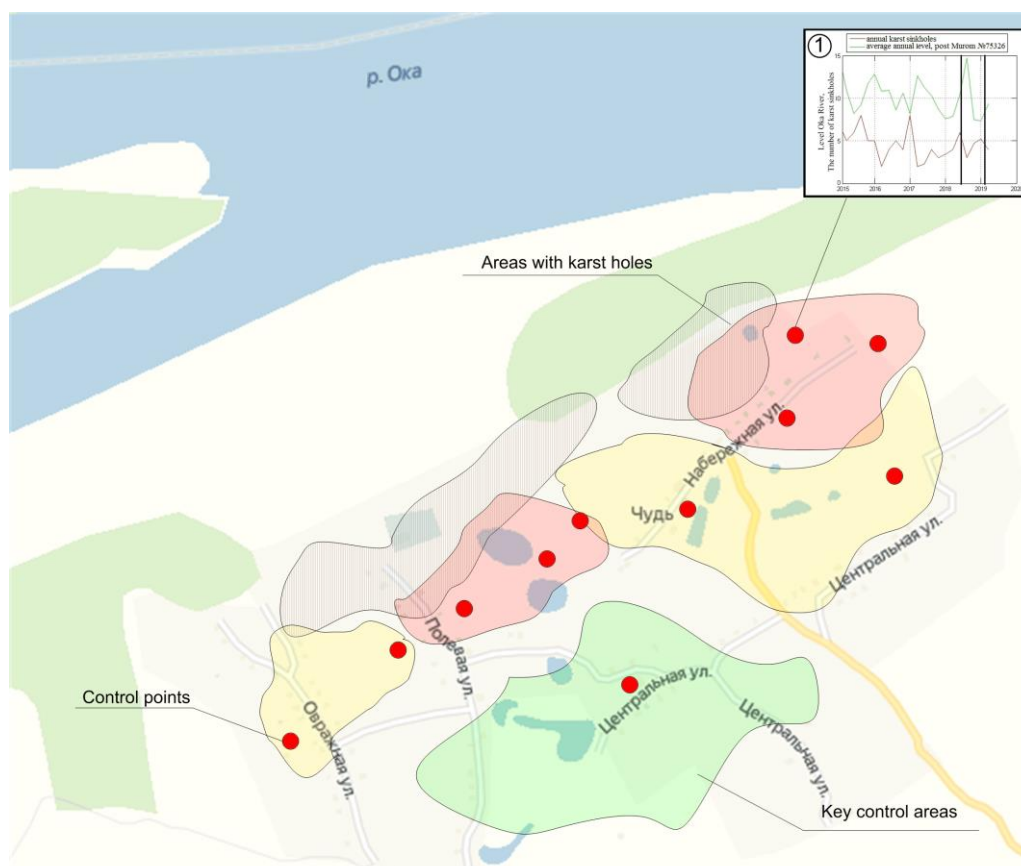 1
annual karst sinkholes
average annual level, post Murom №75326
Level Oka River,
The number of karst sinkholes
15
10
5
0
2015
2016
2017
2018
2019
2020
р. Ока
Areas with karst holes
Набережная ул.
Чудь
Центральная ул.
Полевая ул.
Control points
Овражная ул.
Центральная ул.
Центральная ул.
Key control areas